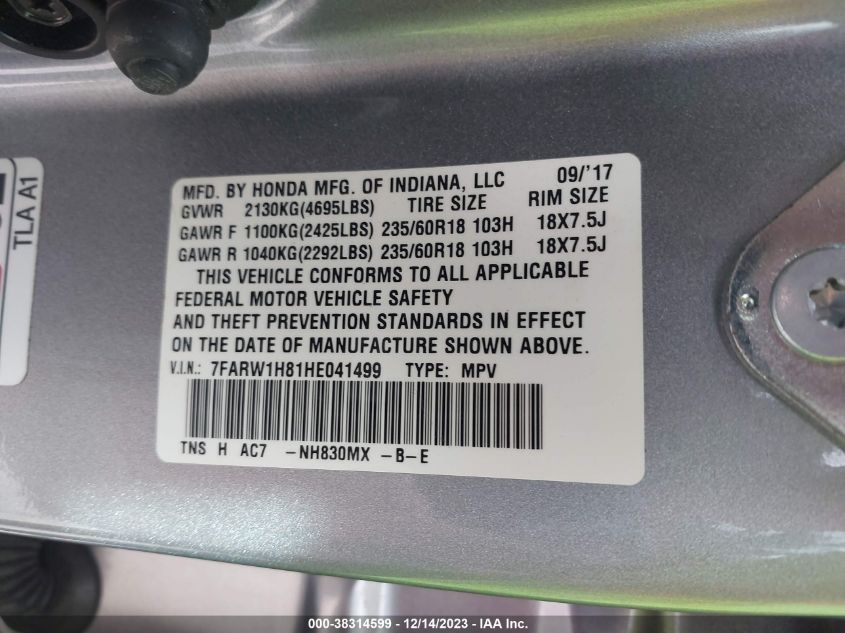 TLA A1
MFD. BY HONDA MFG. OF INDIANA, LLC 09/'17
GVWR 2130KG(4695LBS) TIRE SIZE RIM SIZE
GAWR F 1100KG(2425LBS) 235/60R18 103H 18X7.5J
GAWR R 1040KG(2292LBS) 235/60R18 103H 18X7.5J
THIS VEHICLE CONFORMS TO ALL APPLICABLE
FEDERAL MOTOR VEHICLE SAFETY
AND THEFT PREVENTION STANDARDS IN EFFECT
ON THE DATE OF MANUFACTURE SHOWN ABOVE.
V.I.N.: 7FARW1H81HE041499 TYPE: MPV
TNS H AC7 -NH830MX -B-E
000-38314599 - 12/14/2023 - IAA Inc.